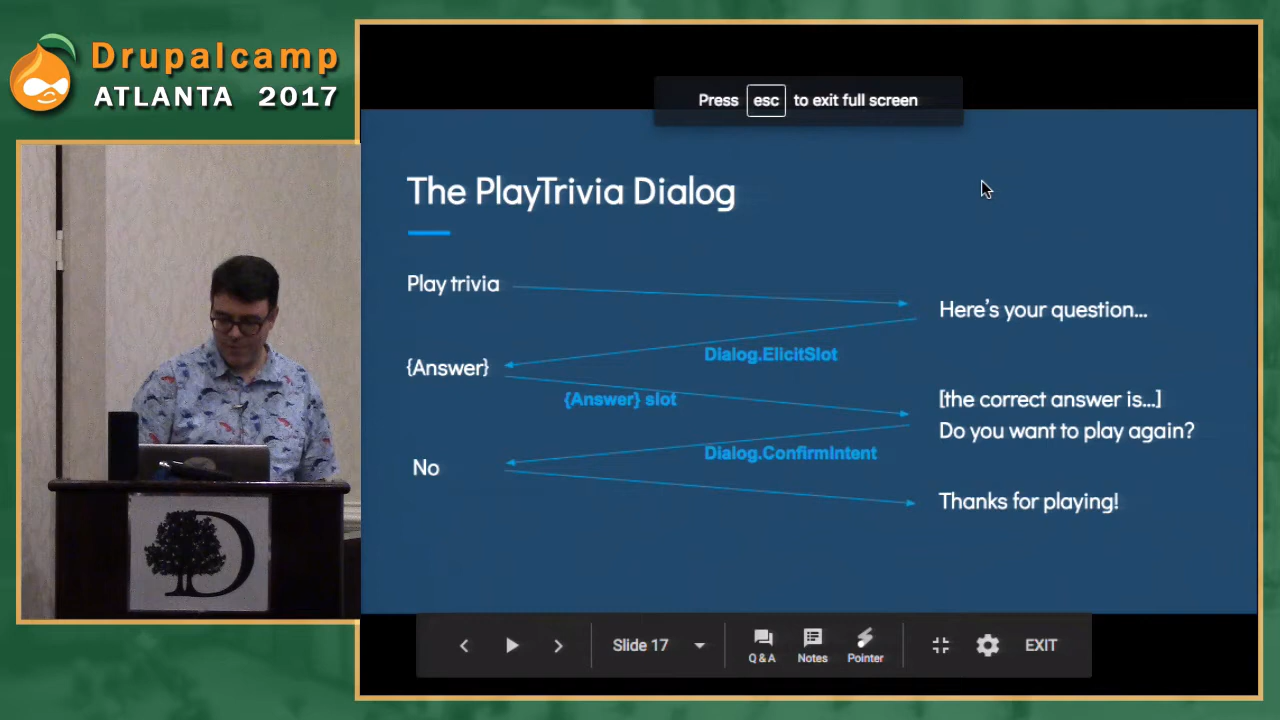 Drupalcamp
ATLANTA 2017
Press esc to exit full screen
The PlayTrivia Dialog
Play trivia
Here's your question...
Dialog.ElicitSlot
{Answer}
{Answer} slot
[the correct answer is...]
Do you want to play again?
Dialog.ConfirmIntent
No
Thanks for playing!
D
Slide 17
Q & A
Notes
Pointer
EXIT